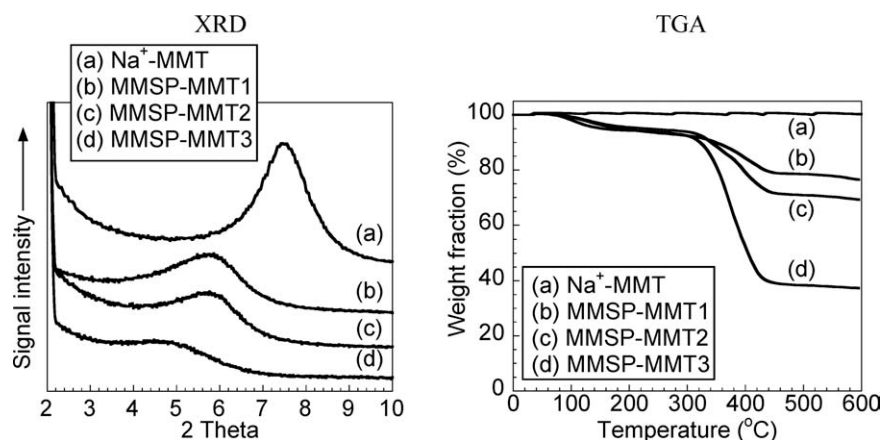 XRD
(a) Na⁺-MMT
(b) MMSP-MMT1
(c) MMSP-MMT2
(d) MMSP-MMT3
Signal intensity
(a)
(b)
(c)
(d)
2 3 4 5 6 7 8 9 10
2 Theta
TGA
100
80
60
40
20
0
Weight fraction (%)
(a)
(b)
(c)
(d)
(a) Na⁺-MMT
(b) MMSP-MMT1
(c) MMSP-MMT2
(d) MMSP-MMT3
0 100 200 300 400 500 600
Temperature (°C)